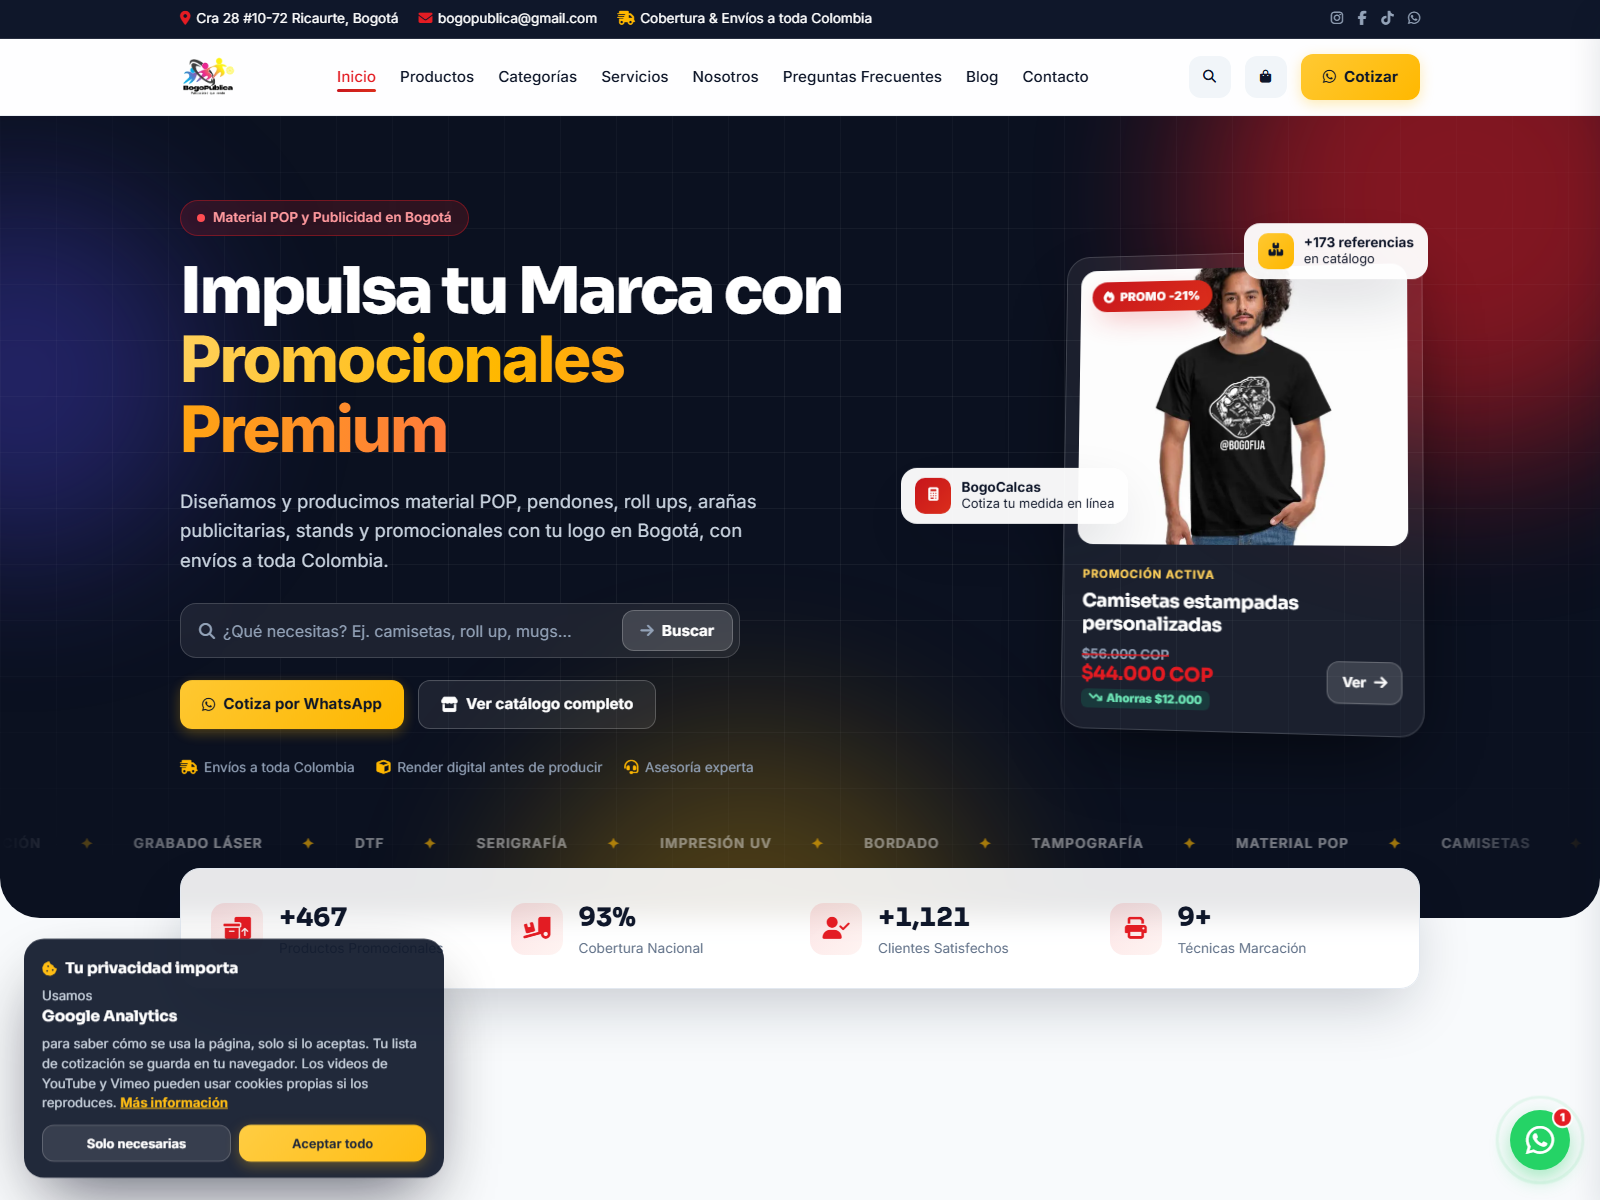 Cra 28 #10-72 Ricaurte, Bogotá
bogopublica@gmail.com
Cobertura & Envíos a toda Colombia
BogoPublica
Inicio
Productos
Categorías
Servicios
Nosotros
Preguntas Frecuentes
Blog
Contacto
Cotizar
Material POP y Publicidad en Bogotá
Impulsa tu Marca con
Promocionales
Premium
Diseñamos y producimos material POP, pendones, roll ups, arañas
publicitarias, stands y promocionales con tu logo en Bogotá, con
envíos a toda Colombia.
¿Qué necesitas? Ej. camisetas, roll up, mugs...
Buscar
Cotiza por WhatsApp
Ver catálogo completo
Envíos a toda Colombia
Render digital antes de producir
Asesoría experta
+173 referencias
en catálogo
PROMO -21%
@BOGOFIJA
BogoCalcas
Cotiza tu medida en línea
PROMOCIÓN ACTIVA
Camisetas estampadas
personalizadas
$56.000 COP
$44.000 COP
Ahorras $12.000
Ver
GRABADO LÁSER
DTF
SERIGRAFÍA
IMPRESIÓN UV
BORDADO
TAMPOGRAFÍA
MATERIAL POP
CAMISETAS
+467
Productos Promocionales
93%
Cobertura Nacional
+1,121
Clientes Satisfechos
9+
Técnicas Marcación
Tu privacidad importa
Usamos
Google Analytics
para saber cómo se usa la página, solo si lo aceptas. Tu lista
de cotización se guarda en tu navegador. Los videos de
YouTube y Vimeo pueden usar cookies propias si los
reproduces. Más información
Solo necesarias
Aceptar todo
1